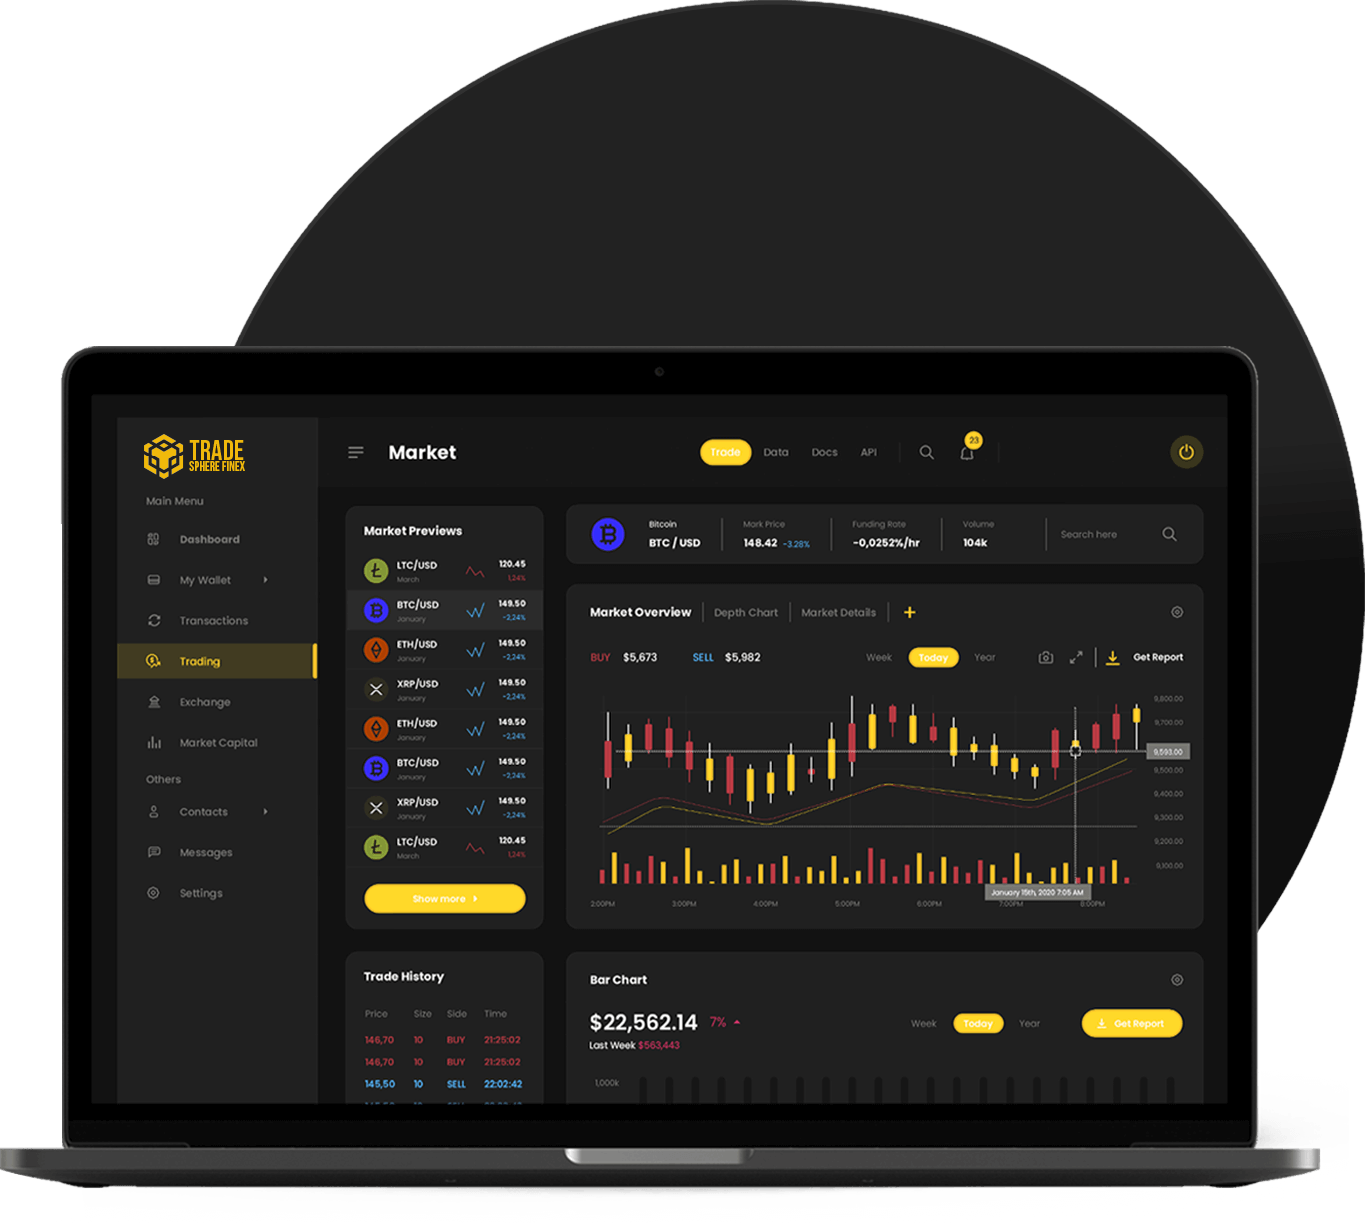 TRADE
SPHERE FINEX
Main Menu
Dashboard
My Wallet
Transactions
Trading
Exchange
Market Capital
Others
Contacts
Messages
Settings
Market
Trade
Data
Docs
API
23
Market Previews
LTC/USD 120.45
March 1,24%
BTC/USD 149.50
January -2,24%
ETH/USD 149.50
January -2,24%
XRP/USD 149.50
January -2,24%
ETH/USD 149.50
January -2,24%
BTC/USD 149.50
January -2,24%
XRP/USD 149.50
January -2,24%
LTC/USD 120.45
March 1,24%
Show more
Bitcoin
BTC / USD
Mark Price
148.42 -3.28%
Funding Rate
-0,0252%/hr
Volume
104k
Search here
Market Overview
Depth Chart
Market Details
BUY $5,673
SELL $5,982
Week
Today
Year
Get Report
9,800.00
9,700.00
9,593.00
9,500.00
9,400.00
9,300.00
9,200.00
9,100.00
January 15th, 2020 7:05 AM
2:00PM 3:00PM 4:00PM 5:00PM 6:00PM 7:00PM 8:00PM
Trade History
Price Size Side Time
146,70 10 BUY 21:25:02
146,70 10 BUY 21:25:02
145,50 10 SELL 22:02:42
Bar Chart
$22,562.14 7%
Last Week $563,443
Week
Today
Year
Get Report
1,000k